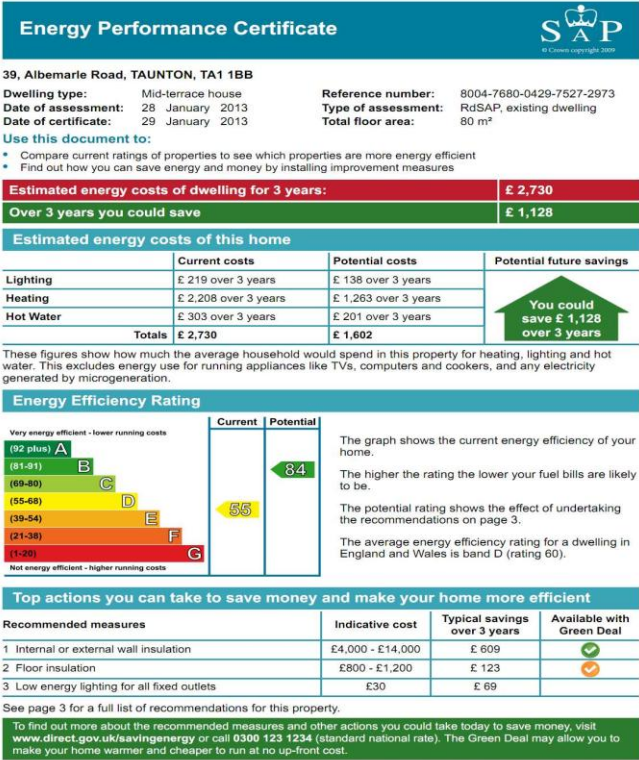 Energy Performance Certificate
SAP
© Crown copyright 2009
39, Albemarle Road, TAUNTON, TA1 1BB
Dwelling type: Mid-terrace house
Date of assessment: 28 January 2013
Date of certificate: 29 January 2013
Reference number: 8004-7680-0429-7527-2973
Type of assessment: RdSAP, existing dwelling
Total floor area: 80 m²
Use this document to:
• Compare current ratings of properties to see which properties are more energy efficient
• Find out how you can save energy and money by installing improvement measures
Estimated energy costs of dwelling for 3 years: £ 2,730
Over 3 years you could save £ 1,128
Estimated energy costs of this home
Current costs Potential costs Potential future savings
Lighting £ 219 over 3 years £ 138 over 3 years
Heating £ 2,208 over 3 years £ 1,263 over 3 years
Hot Water £ 303 over 3 years £ 201 over 3 years
Totals £ 2,730 £ 1,602
You could
save £ 1,128
over 3 years
These figures show how much the average household would spend in this property for heating, lighting and hot
water. This excludes energy use for running appliances like TVs, computers and cookers, and any electricity
generated by microgeneration.
Energy Efficiency Rating
Current Potential
Very energy efficient - lower running costs
(92 plus) A
(81-91) B
(69-80) C
(55-68) D
(39-54) E
(21-38) F
(1-20) G
Not energy efficient - higher running costs
55
84
The graph shows the current energy efficiency of your
home.
The higher the rating the lower your fuel bills are likely
to be.
The potential rating shows the effect of undertaking
the recommendations on page 3.
The average energy efficiency rating for a dwelling in
England and Wales is band D (rating 60).
Top actions you can take to save money and make your home more efficient
Recommended measures Indicative cost Typical savings over 3 years Available with Green Deal
1 Internal or external wall insulation £4,000 - £14,000 £ 609
2 Floor insulation £800 - £1,200 £ 123
3 Low energy lighting for all fixed outlets £30 £ 69
See page 3 for a full list of recommendations for this property.
To find out more about the recommended measures and other actions you could take today to save money, visit
www.direct.gov.uk/savingenergy or call 0300 123 1234 (standard national rate). The Green Deal may allow you to
make your home warmer and cheaper to run at no up-front cost.